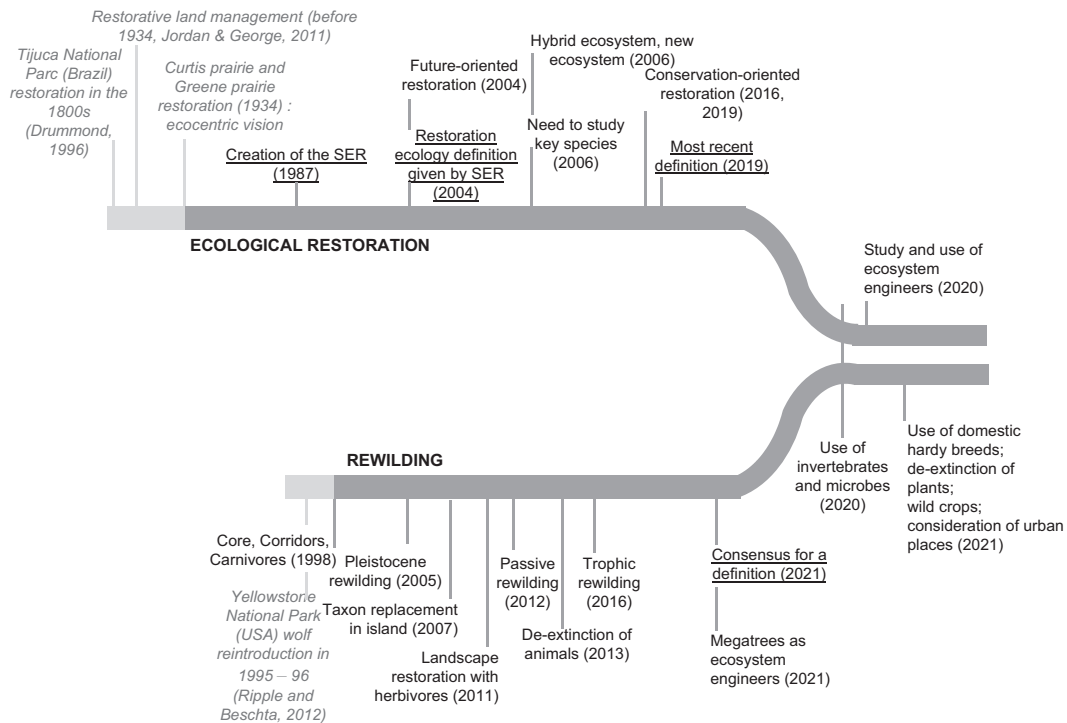 Restorative land management (before
1934, Jordan & George, 2011)
Tijuca National
Parc (Brazil)
restoration in the
1800s
(Drummond,
1996)
Curtis prairie and
Greene prairie
restoration (1934) :
ecocentric vision
Creation of the SER
(1987)
Future-oriented
restoration (2004)
Restoration
ecology definition
given by SER
(2004)
Hybrid ecosystem, new
ecosystem (2006)
Need to study
key species
(2006)
Conservation-oriented
restoration (2016,
2019)
Most recent
definition (2019)
ECOLOGICAL RESTORATION
Study and use of
ecosystem
engineers (2020)
REWILDING
Core, Corridors,
Carnivores (1998)
Yellowstone
National Park
(USA) wolf
reintroduction in
1995 – 96
(Ripple and
Beschta, 2012)
Pleistocene
rewilding (2005)
Taxon replacement
in island (2007)
Landscape
restoration with
herbivores (2011)
Passive
rewilding
(2012)
De-extinction of
animals (2013)
Trophic
rewilding
(2016)
Consensus for a
definition (2021)
Megatrees as
ecosystem
engineers (2021)
Use of
invertebrates
and microbes
(2020)
Use of domestic
hardy breeds;
de-extinction of
plants;
wild crops;
consideration of urban
places (2021)